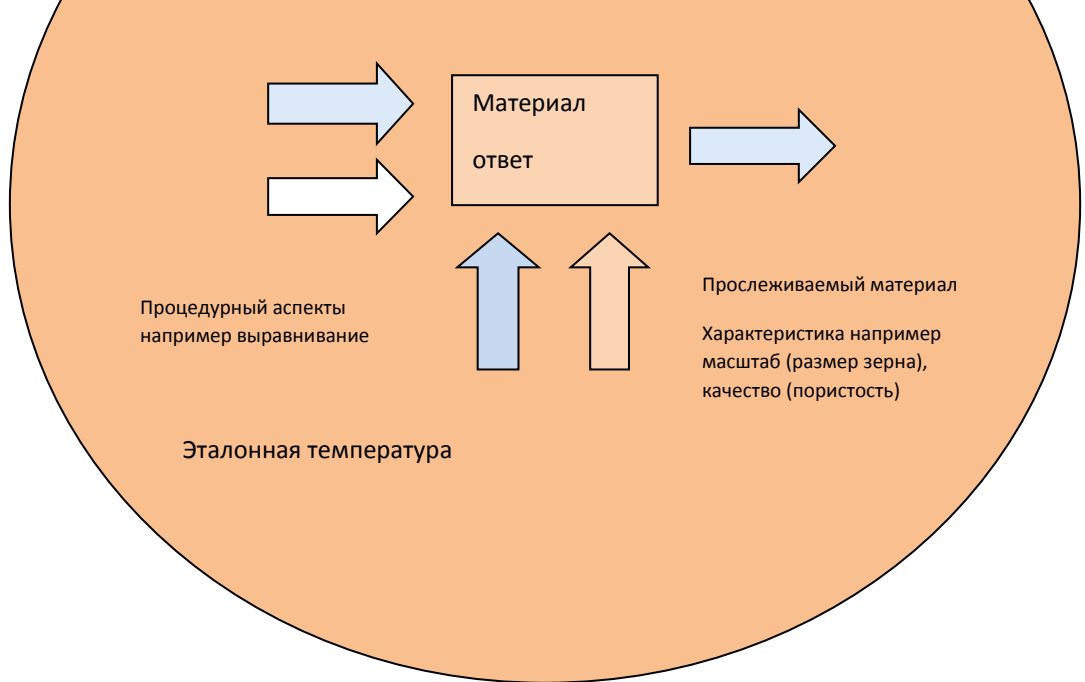 Материал
ответ
Процедурный аспекты
например выравнивание
Прослеживаемый материал
Характеристика например
масштаб (размер зерна),
качество (пористость)
Эталонная температура